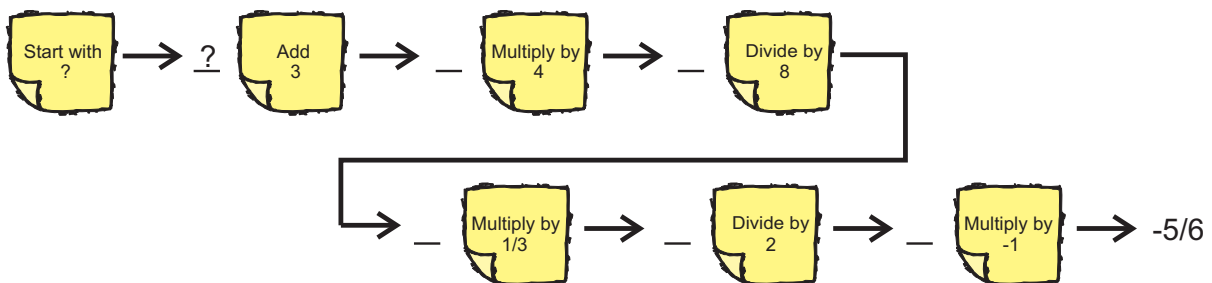 Start with
?
?
Add
3
_
Multiply by
4
_
Divide by
8
_
Multiply by
1/3
_
Divide by
2
_
Multiply by
-1
-5/6